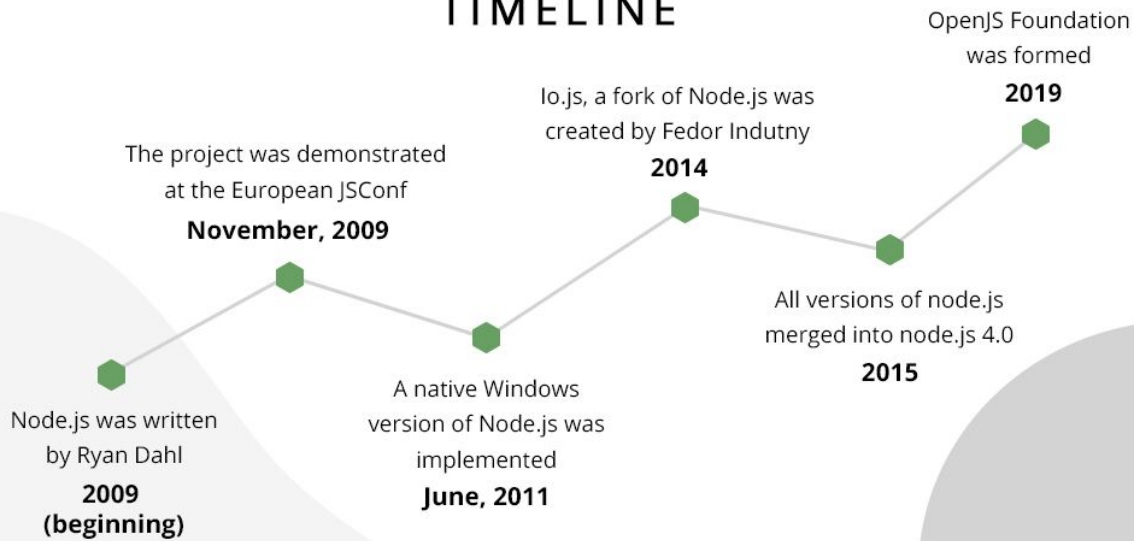 TIMELINE
Node.js was written
by Ryan Dahl
2009
(beginning)
The project was demonstrated
at the European JSConf
November, 2009
A native Windows
version of Node.js was
implemented
June, 2011
Io.js, a fork of Node.js was
created by Fedor Indutny
2014
All versions of node.js
merged into node.js 4.0
2015
OpenJS Foundation
was formed
2019